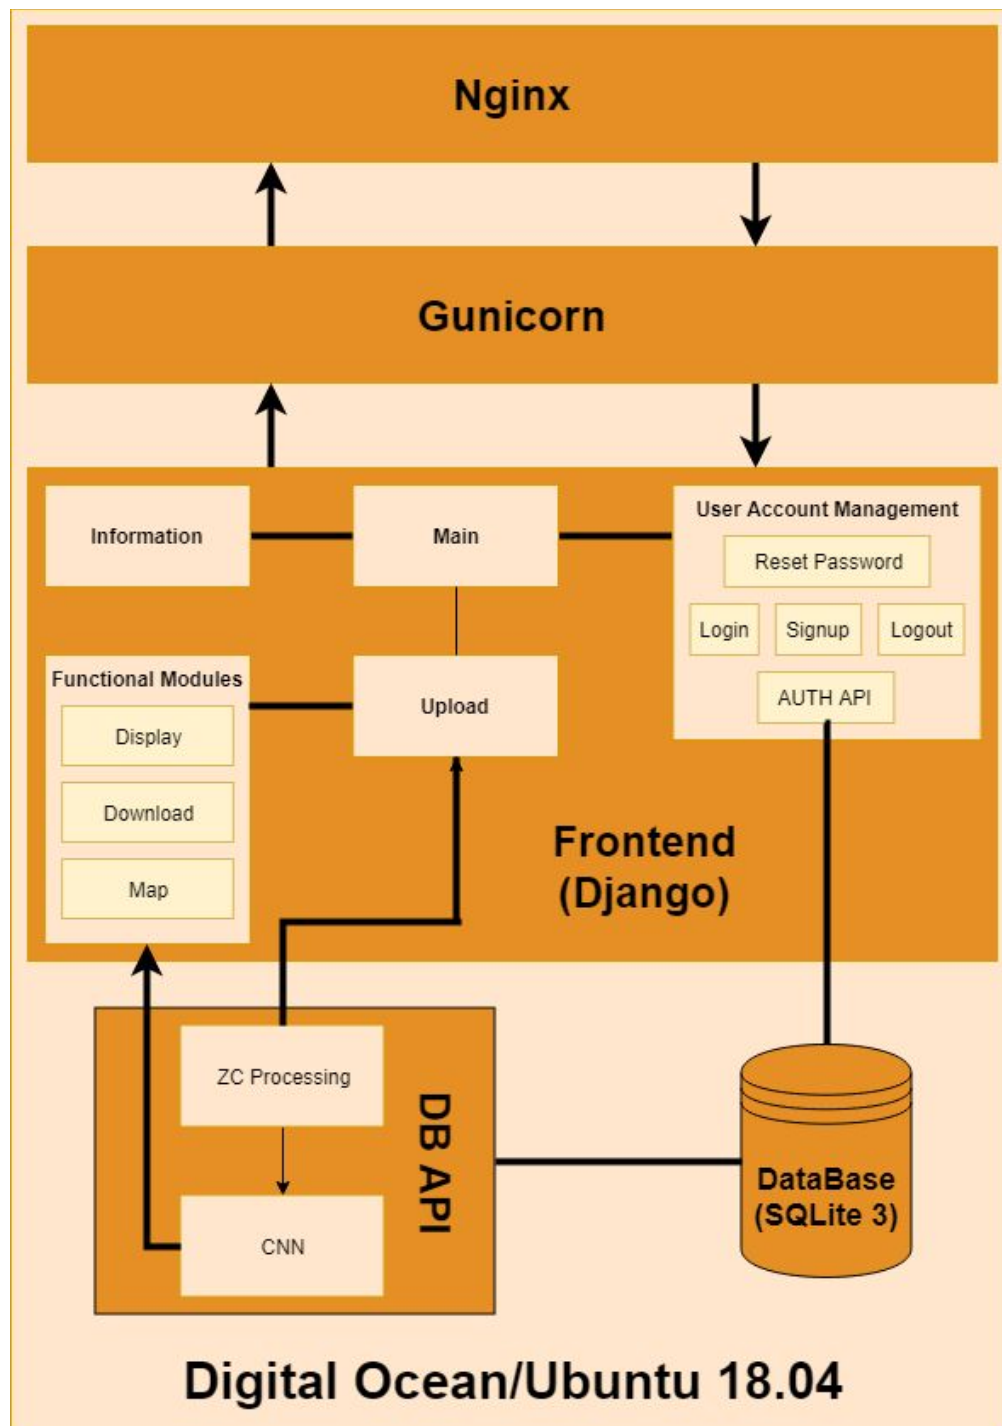 Nginx
Gunicorn
Information
Main
User Account Management
Reset Password
Login
Signup
Logout
AUTH API
Functional Modules
Display
Download
Map
Upload
Frontend
(Django)
ZC Processing
CNN
DB API
DataBase
(SQLite 3)
Digital Ocean/Ubuntu 18.04